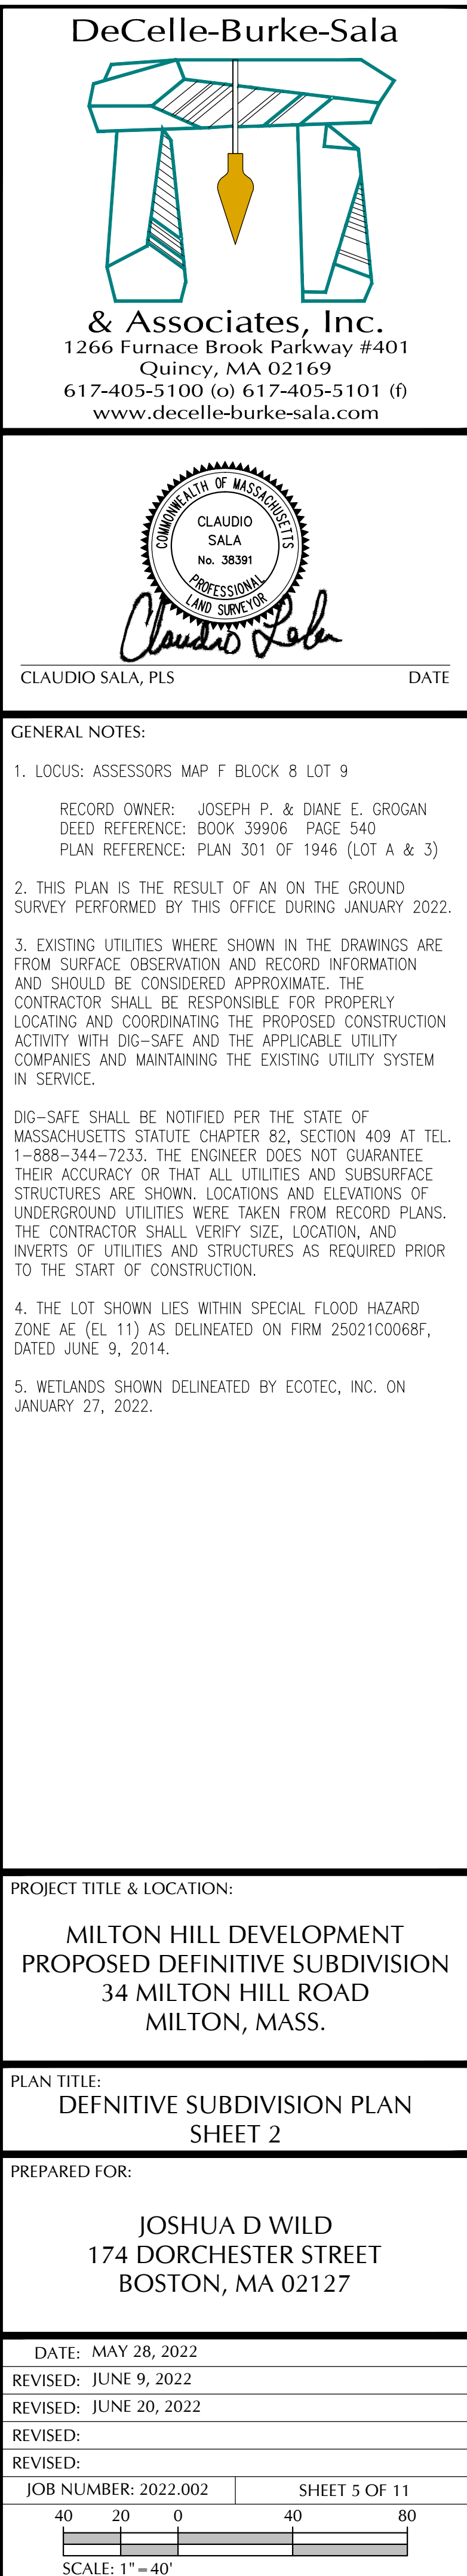 DeCelle-Burke-Sala
& Associates, Inc.
1266 Furnace Brook Parkway #401
Quincy, MA 02169
617-405-5100 (o) 617-405-5101 (f)
www.decelle-burke-sala.com
COMMONWEALTH OF MASSACHUSETTS
CLAUDIO
SALA
No. 38391
PROFESSIONAL
LAND SURVEYOR
CLAUDIO SALA, PLS DATE
GENERAL NOTES:
1. LOCUS: ASSESSORS MAP F BLOCK 8 LOT 9
RECORD OWNER: JOSEPH P. & DIANE E. GROGAN
DEED REFERENCE: BOOK 39906 PAGE 540
PLAN REFERENCE: PLAN 301 OF 1946 (LOT A & 3)
2. THIS PLAN IS THE RESULT OF AN ON THE GROUND
SURVEY PERFORMED BY THIS OFFICE DURING JANUARY 2022.
3. EXISTING UTILITIES WHERE SHOWN IN THE DRAWINGS ARE
FROM SURFACE OBSERVATION AND RECORD INFORMATION
AND SHOULD BE CONSIDERED APPROXIMATE. THE
CONTRACTOR SHALL BE RESPONSIBLE FOR PROPERLY
LOCATING AND COORDINATING THE PROPOSED CONSTRUCTION
ACTIVITY WITH DIG-SAFE AND THE APPLICABLE UTILITY
COMPANIES AND MAINTAINING THE EXISTING UTILITY SYSTEM
IN SERVICE.
DIG-SAFE SHALL BE NOTIFIED PER THE STATE OF
MASSACHUSETTS STATUTE CHAPTER 82, SECTION 409 AT TEL.
1-888-344-7233. THE ENGINEER DOES NOT GUARANTEE
THEIR ACCURACY OR THAT ALL UTILITIES AND SUBSURFACE
STRUCTURES ARE SHOWN. LOCATIONS AND ELEVATIONS OF
UNDERGROUND UTILITIES WERE TAKEN FROM RECORD PLANS.
THE CONTRACTOR SHALL VERIFY SIZE, LOCATION, AND
INVERTS OF UTILITIES AND STRUCTURES AS REQUIRED PRIOR
TO THE START OF CONSTRUCTION.
4. THE LOT SHOWN LIES WITHIN SPECIAL FLOOD HAZARD
ZONE AE (EL 11) AS DELINEATED ON FIRM 25021C0068F,
DATED JUNE 9, 2014.
5. WETLANDS SHOWN DELINEATED BY ECOTEC, INC. ON
JANUARY 27, 2022.
PROJECT TITLE & LOCATION:
MILTON HILL DEVELOPMENT
PROPOSED DEFINITIVE SUBDIVISION
34 MILTON HILL ROAD
MILTON, MASS.
PLAN TITLE:
DEFNITIVE SUBDIVISION PLAN
SHEET 2
PREPARED FOR:
JOSHUA D WILD
174 DORCHESTER STREET
BOSTON, MA 02127
DATE: MAY 28, 2022
REVISED: JUNE 9, 2022
REVISED: JUNE 20, 2022
REVISED:
REVISED:
JOB NUMBER: 2022.002 SHEET 5 OF 11
40 20 0 40 80
SCALE: 1"=40'